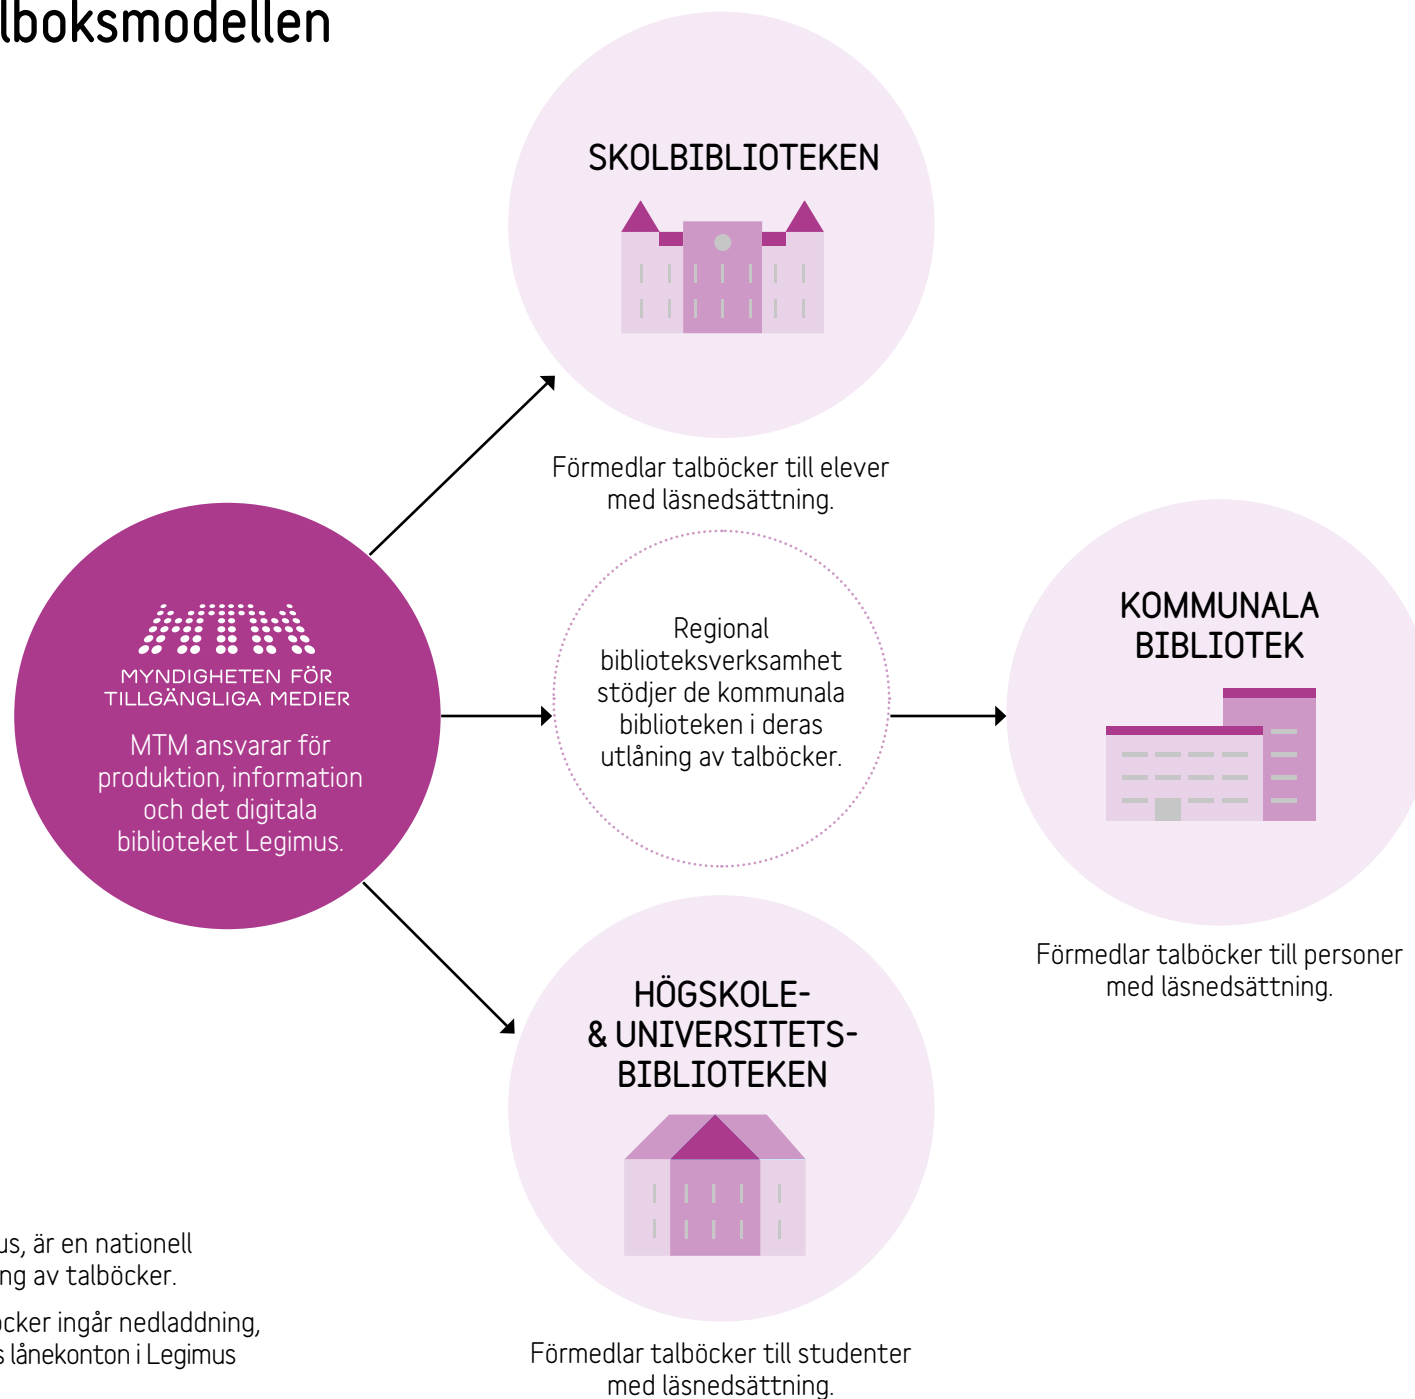 lboksmodellen
SKOLBIBLIOTEKEN
Förmedlar talböcker till elever
med läsnedsättning.
MTM
MYNDIGHETEN FÖR
TILLGÄNGLIGA MEDIER
MTM ansvarar för
produktion, information
och det digitala
biblioteket Legimus.
Regional
biblioteksverksamhet
stödjer de kommunala
biblioteken i deras
utlåning av talböcker.
KOMMUNALA
BIBLIOTEK
Förmedlar talböcker till personer
med läsnedsättning.
HÖGSKOLE-
& UNIVERSITETS-
BIBLIOTEKEN
Förmedlar talböcker till studenter
med läsnedsättning.
us, är en nationell
ng av talböcker.
öcker ingår nedladdning,
s lånekonton i Legimus